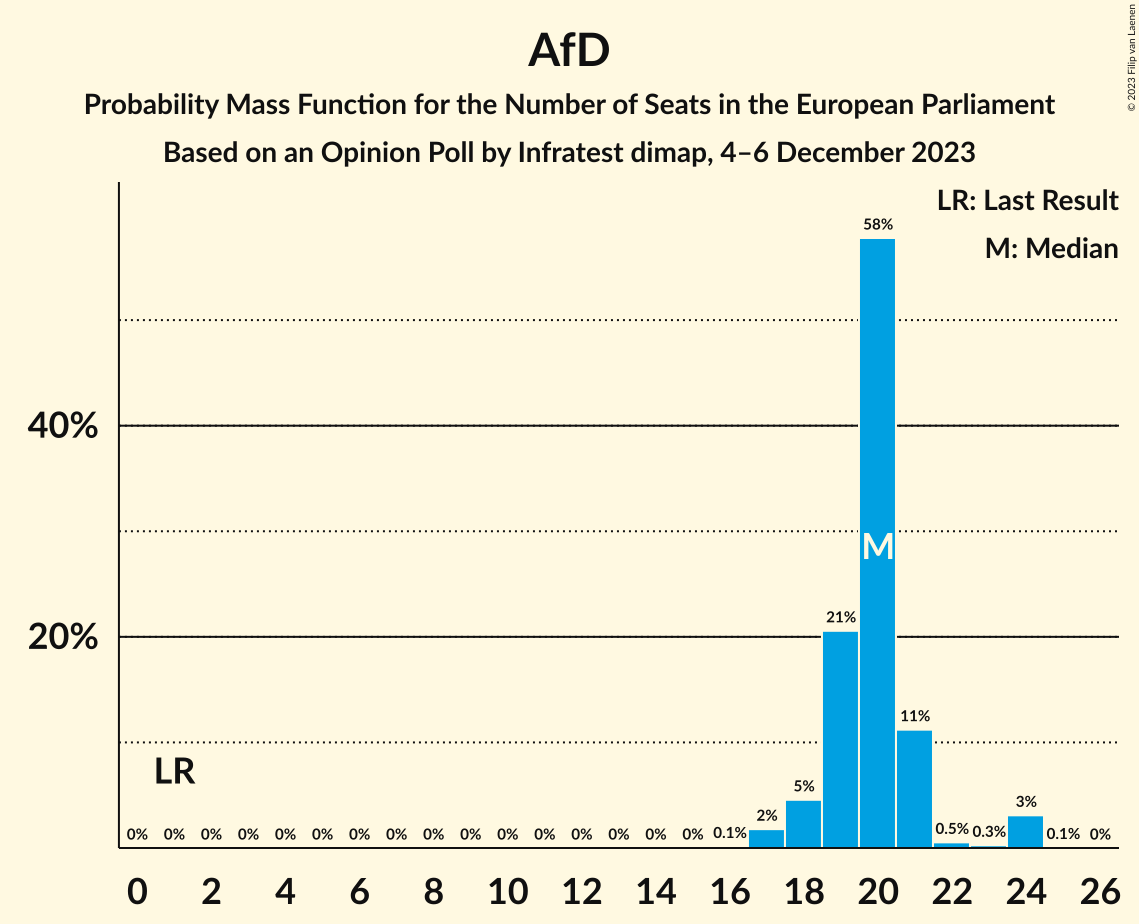 AfD
Probability Mass Function for the Number of Seats in the European Parliament
Based on an Opinion Poll by Infratest dimap, 4–6 December 2023
© 2023 Filip van Laenen
LR: Last Result
M: Median
58%
40%
M
21%
20%
11%
LR
5%
3%
2%
0% 0% 0% 0% 0% 0% 0% 0% 0% 0% 0% 0% 0% 0% 0% 0% 0.1% 0.5% 0.3% 0.1% 0%
0 2 4 6 8 10 12 14 16 18 20 22 24 26